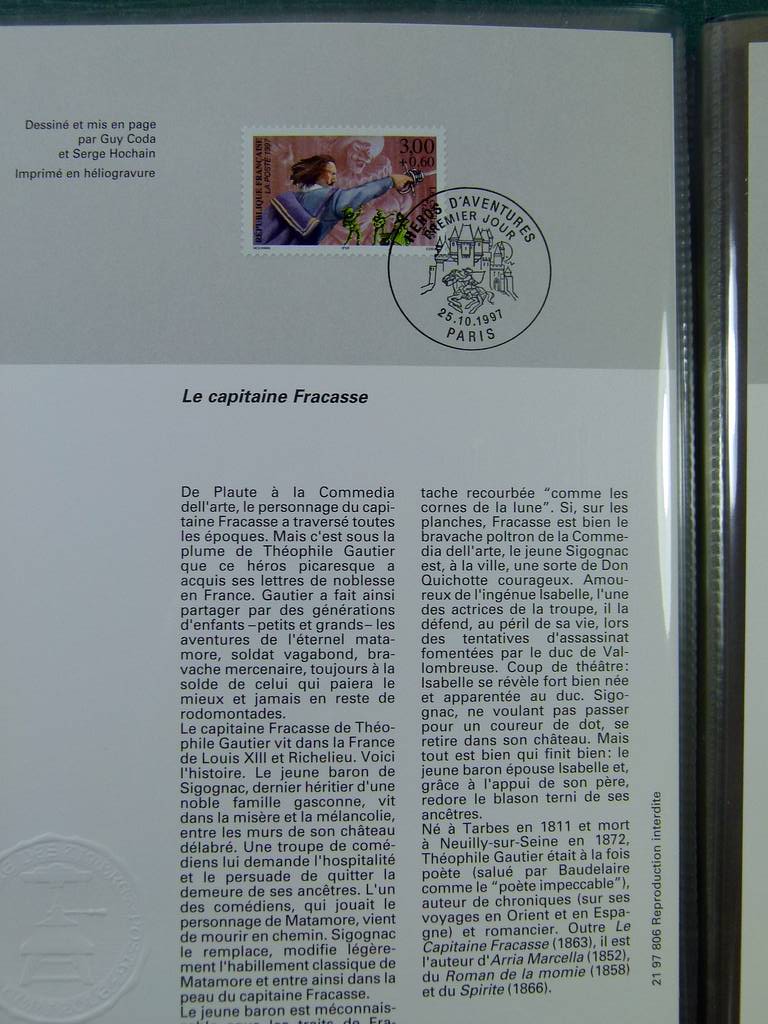 Dessiné et mis en page
par Guy Coda
et Serge Hochain
Imprimé en héliogravure
RÉPUBLIQUE FRANÇAISE
LA POSTE 1997
3,00
+0,60
HÉROS D'AVENTURES
PREMIER JOUR
25.10.1997
PARIS
Le capitaine Fracasse
De Plaute à la Commedia
dell'arte, le personnage du capi-
taine Fracasse a traversé toutes
les époques. Mais c'est sous la
plume de Théophile Gautier
que ce héros picaresque a
acquis ses lettres de noblesse
en France. Gautier a fait ainsi
partager par des générations
d'enfants –petits et grands– les
aventures de l'éternel mata-
more, soldat vagabond, bra-
vache mercenaire, toujours à la
solde de celui qui paiera le
mieux et jamais en reste de
rodomontades.
Le capitaine Fracasse de Théo-
phile Gautier vit dans la France
de Louis XIII et Richelieu. Voici
l'histoire. Le jeune baron de
Sigognac, dernier héritier d'une
noble famille gasconne, vit
dans la misère et la mélancolie,
entre les murs de son château
délabré. Une troupe de comé-
diens lui demande l'hospitalité
et le persuade de quitter la
demeure de ses ancêtres. L'un
des comédiens, qui jouait le
personnage de Matamore, vient
de mourir en chemin. Sigognac
le remplace, modifie légère-
ment l'habillement classique de
Matamore et entre ainsi dans la
peau du capitaine Fracasse.
Le jeune baron est méconnais-
sable sous les traits de Fra-
tache recourbée "comme les
cornes de la lune". Si, sur les
planches, Fracasse est bien le
bravache poltron de la Comme-
dia dell'arte, le jeune Sigognac
est, à la ville, une sorte de Don
Quichotte courageux. Amou-
reux de l'ingénue Isabelle, l'une
des actrices de la troupe, il la
défend, au péril de sa vie, lors
des tentatives d'assassinat
fomentées par le duc de Val-
lombreuse. Coup de théâtre:
Isabelle se révèle fort bien née
et apparentée au duc. Sigo-
gnac, ne voulant pas passer
pour un coureur de dot, se
retire dans son château. Mais
tout est bien qui finit bien: le
jeune baron épouse Isabelle et,
grâce à l'appui de son père,
redore le blason terni de ses
ancêtres.
Né à Tarbes en 1811 et mort
à Neuilly-sur-Seine en 1872,
Théophile Gautier était à la fois
poète (salué par Baudelaire
comme le "poète impeccable"),
auteur de chroniques (sur ses
voyages en Orient et en Espa-
gne) et romancier. Outre Le
Capitaine Fracasse (1863), il est
l'auteur d'Arria Marcella (1852),
du Roman de la momie (1858)
et du Spirite (1866).
21 97 806 Reproduction interdite